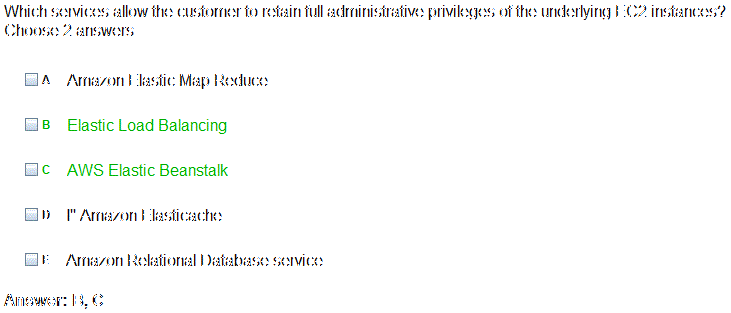 Which services allow the customer to retain full administrative privileges of the underlying EC2 instances?
Choose 2 answers
A Amazon Elastic Map Reduce
B Elastic Load Balancing
C AWS Elastic Beanstalk
D I" Amazon Elasticache
E Amazon Relational Database service
Answer: B, C